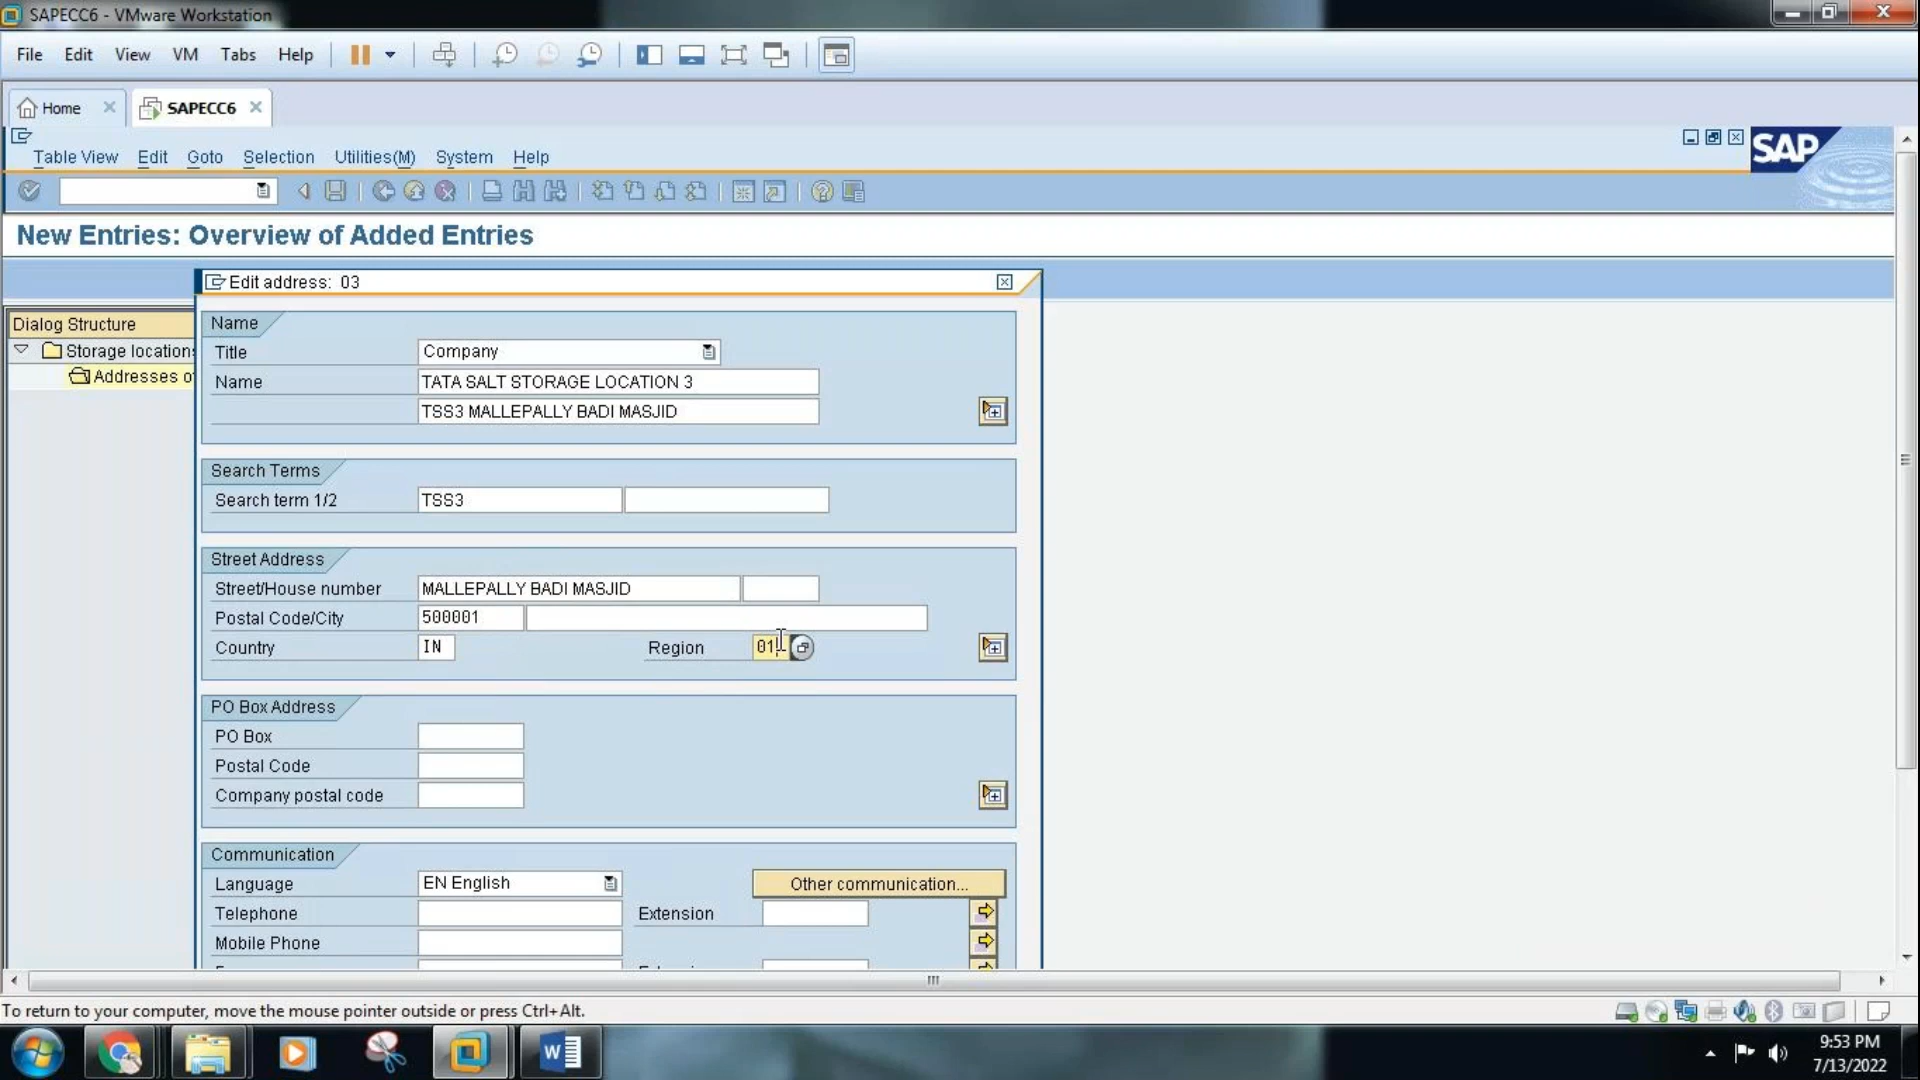 SAPECC6 - VMware Workstation
File Edit View VM Tabs Help
Home SAPECC6
Table View Edit Goto Selection Utilities(M) System Help
SAP
New Entries: Overview of Added Entries
Edit address: 03
Dialog Structure
Storage locations
Addresses of
Name
Title Company
Name TATA SALT STORAGE LOCATION 3
TSS3 MALLEPALLY BADI MASJID
Search Terms
Search term 1/2 TSS3
Street Address
Street/House number MALLEPALLY BADI MASJID
Postal Code/City 500001
Country IN Region 01
PO Box Address
PO Box
Postal Code
Company postal code
Communication
Language EN English Other communication...
Telephone Extension
Mobile Phone
To return to your computer, move the mouse pointer outside or press Ctrl+Alt.
9:53 PM
7/13/2022